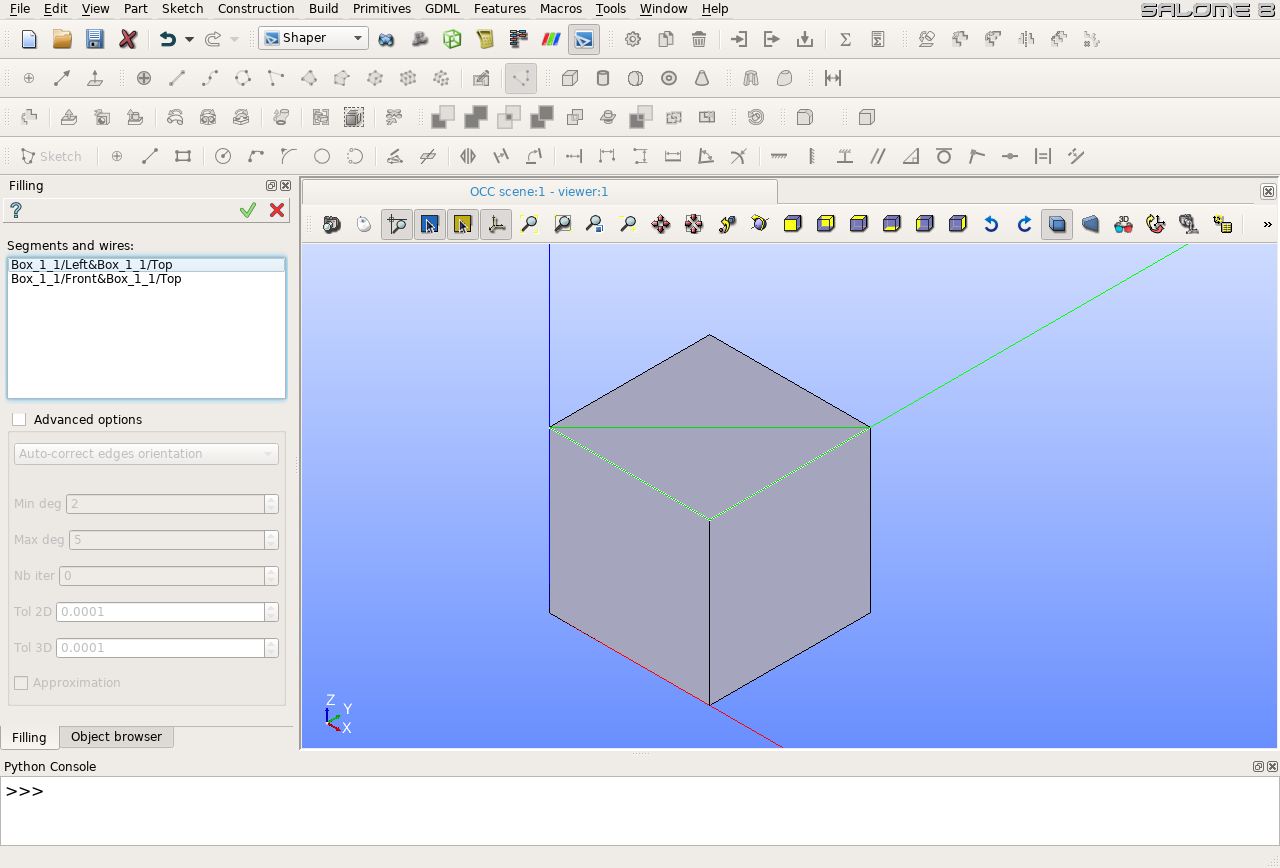 File Edit View Part Sketch Construction Build Primitives GDML Features Macros Tools Window Help SALOME 8
Shaper
Sketch
Filling
OCC scene:1 - viewer:1
?
Segments and wires:
Box_1_1/Left&Box_1_1/Top
Box_1_1/Front&Box_1_1/Top
Advanced options
Auto-correct edges orientation
Min deg 2
Max deg 5
Nb iter 0
Tol 2D 0.0001
Tol 3D 0.0001
Approximation
Z
Y
X
Filling Object browser
Python Console
>>>